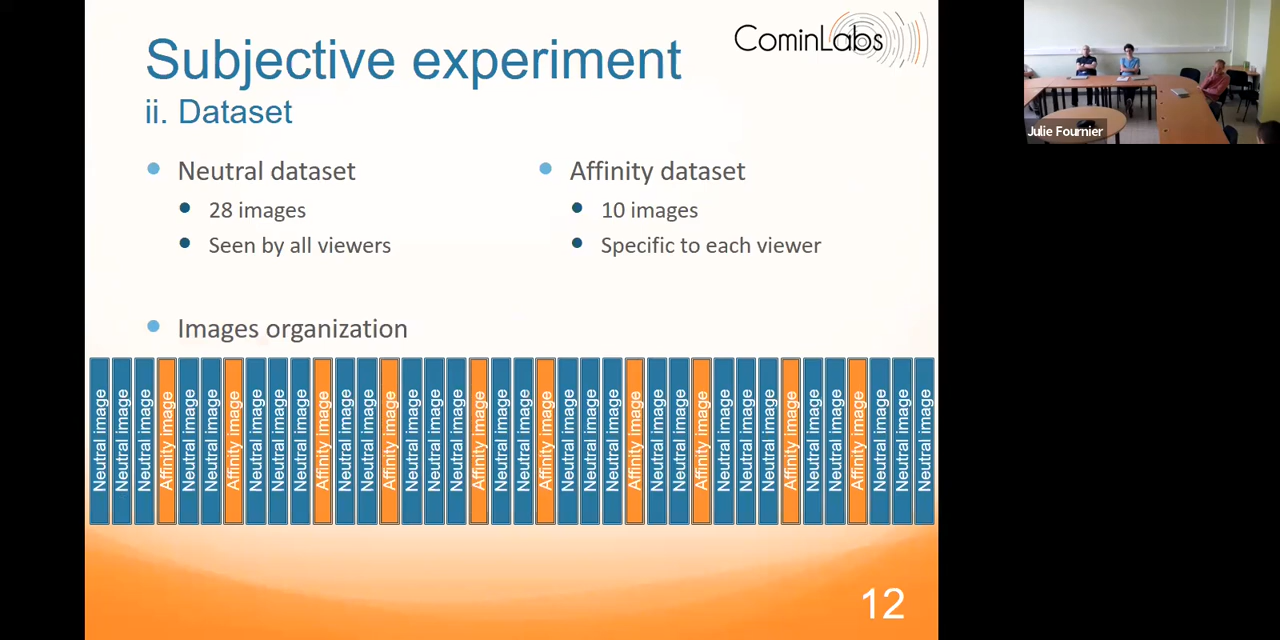 CominLabs
Subjective experiment
ii. Dataset
Neutral dataset
28 images
Seen by all viewers
Affinity dataset
10 images
Specific to each viewer
Images organization
Neutral image
Neutral image
Neutral image
Affinity image
Neutral image
Neutral image
Affinity image
Neutral image
Neutral image
Neutral image
Affinity image
Neutral image
Neutral image
Affinity image
Neutral image
Neutral image
Neutral image
Affinity image
Neutral image
Neutral image
Affinity image
Neutral image
Neutral image
Neutral image
Affinity image
Neutral image
Neutral image
Affinity image
Neutral image
Neutral image
Neutral image
Affinity image
Neutral image
Neutral image
Affinity image
Neutral image
Neutral image
Neutral image
12
Julie Fournier